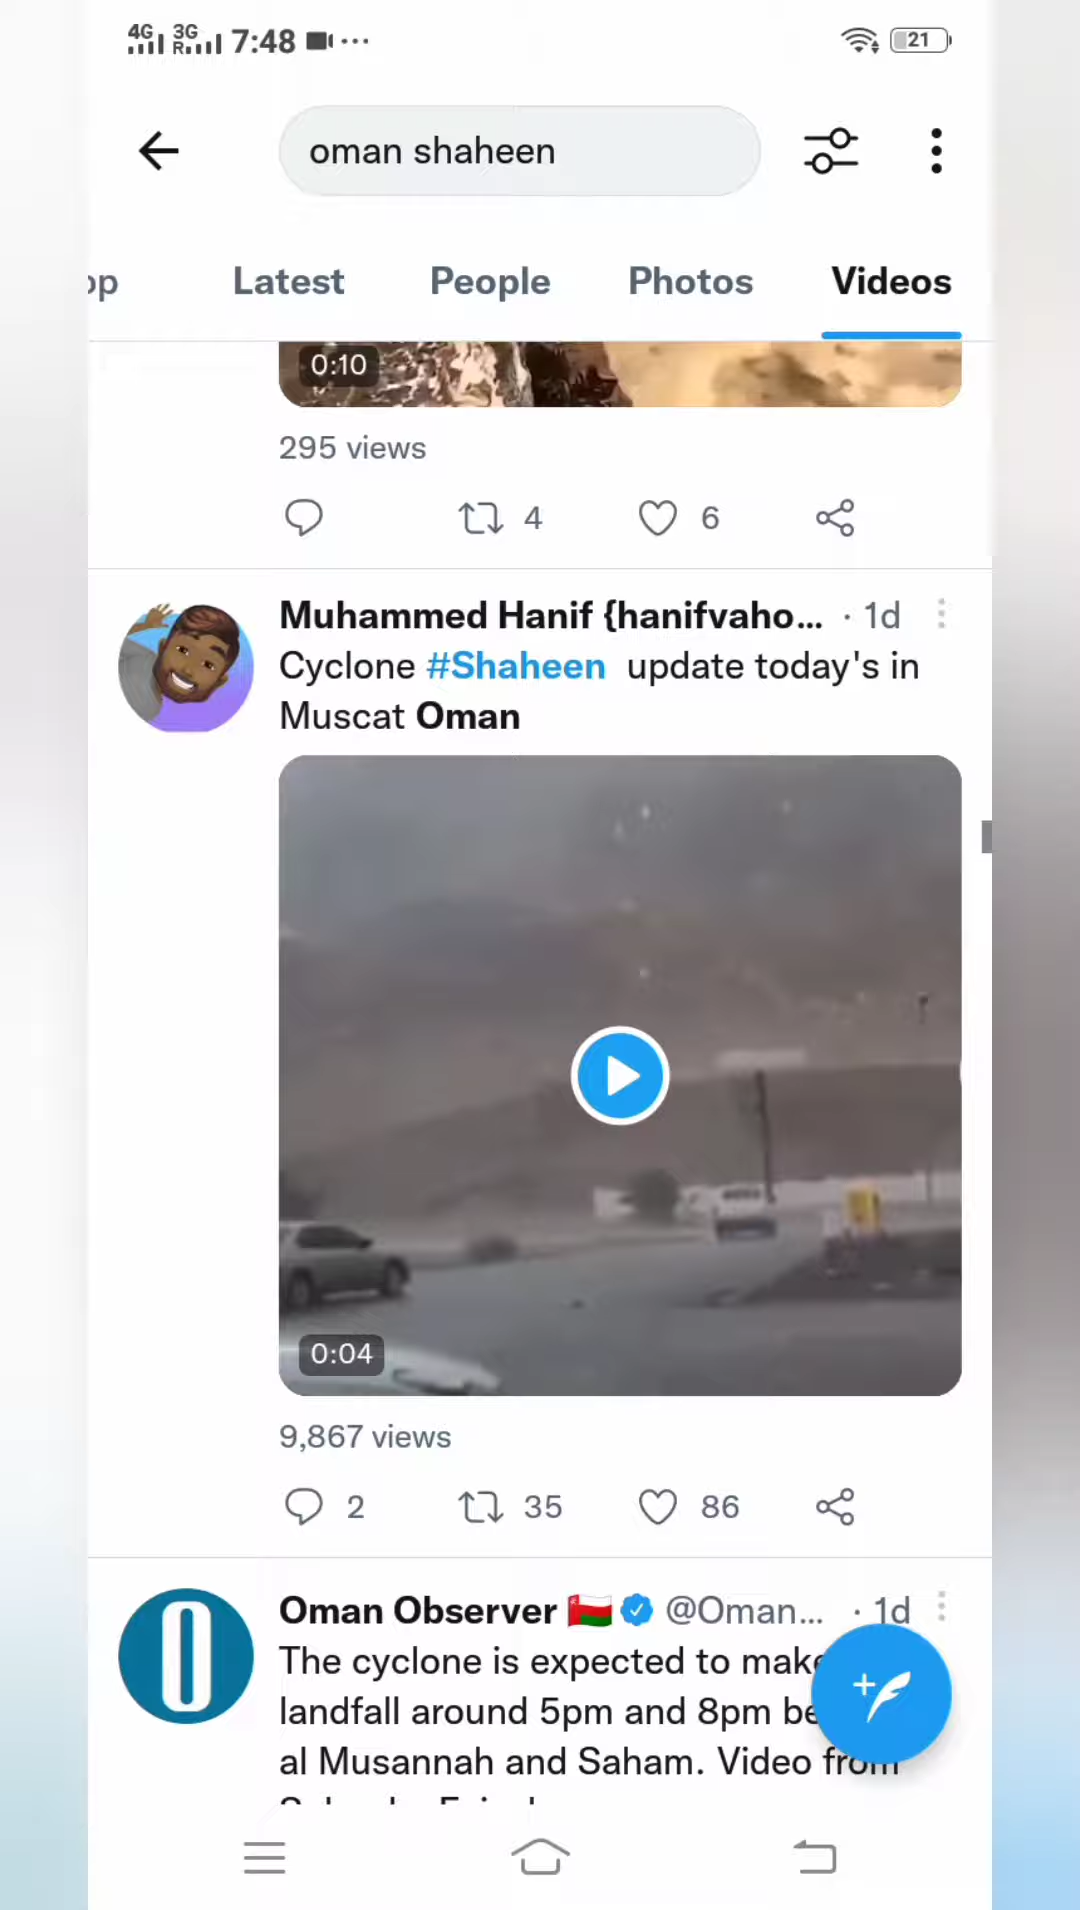 4G 3G R 7:48 21
oman shaheen
op Latest People Photos Videos
0:10
295 views
4 6
Muhammed Hanif {hanifvaho... · 1d
Cyclone #Shaheen update today's in
Muscat Oman
0:04
9,867 views
2 35 86
Oman Observer @Oman... · 1d
The cyclone is expected to make
landfall around 5pm and 8pm be
al Musannah and Saham. Video from